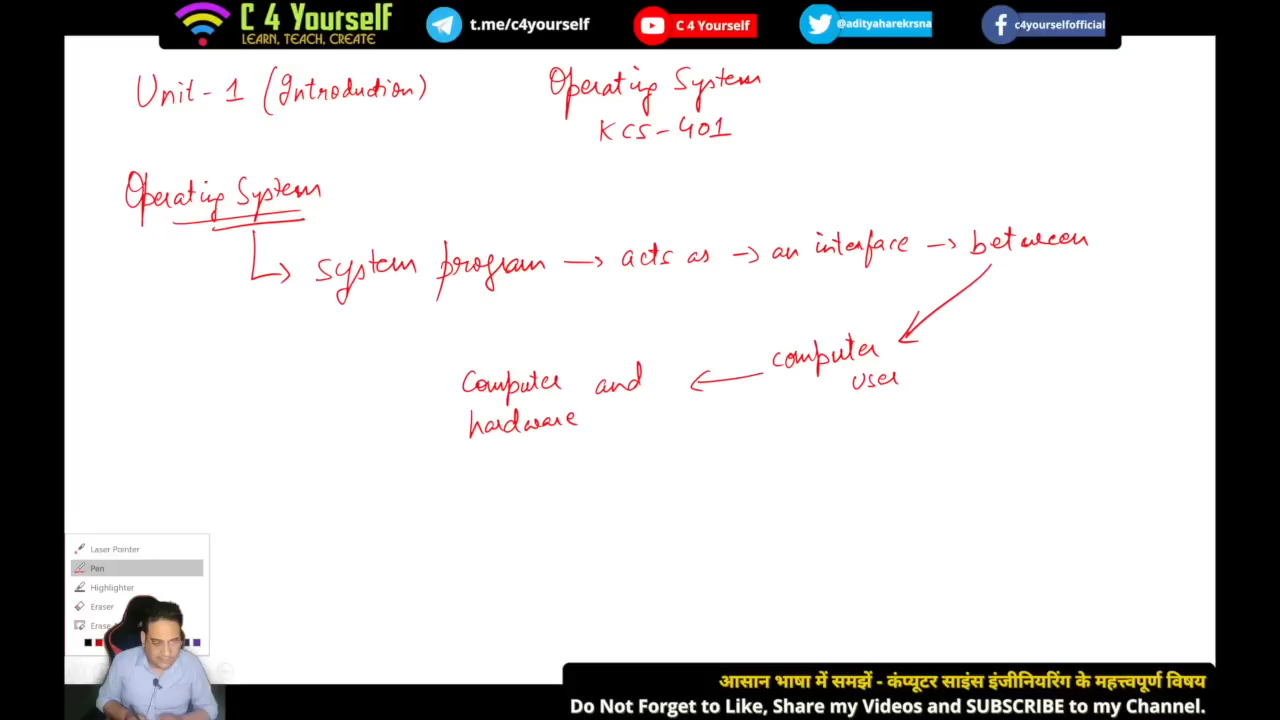 C 4 Yourself
LEARN, TEACH, CREATE
t.me/c4yourself
C 4 Yourself
@adityaharekrsna
c4yourselfofficial
Unit - 1 (Introduction)
Operating System
KCS - 401
Operating System
system program → acts as → an interface → between
computer
user
Computer and
hardware
Laser Pointer
Pen
Highlighter
Eraser
आसान भाषा में समझें - कंप्यूटर साइंस इंजीनियरिंग के महत्त्वपूर्ण विषय
Do Not Forget to Like, Share my Videos and SUBSCRIBE to my Channel.